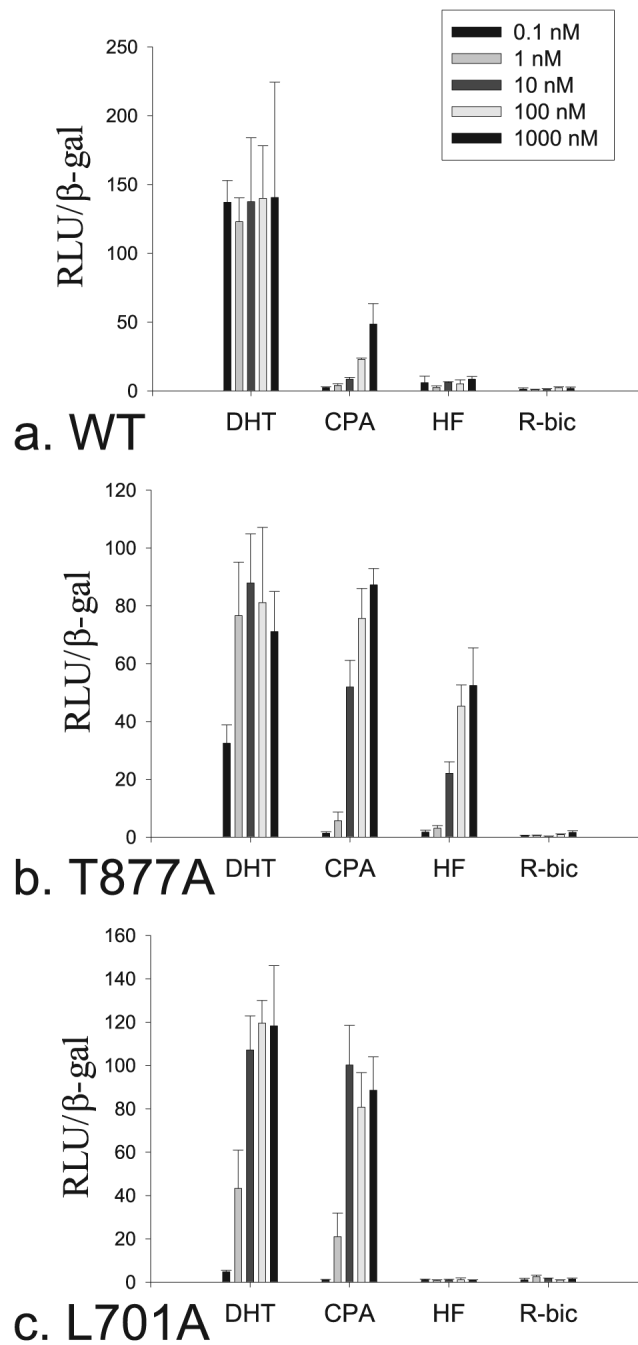 0.1 nM
1 nM
10 nM
100 nM
1000 nM
250
200
150
100
50
0
RLU/β-gal
DHT CPA HF R-bic
a. WT
120
100
80
60
40
20
0
RLU/β-gal
DHT CPA HF R-bic
b. T877A
160
140
120
100
80
60
40
20
0
RLU/β-gal
DHT CPA HF R-bic
c. L701A